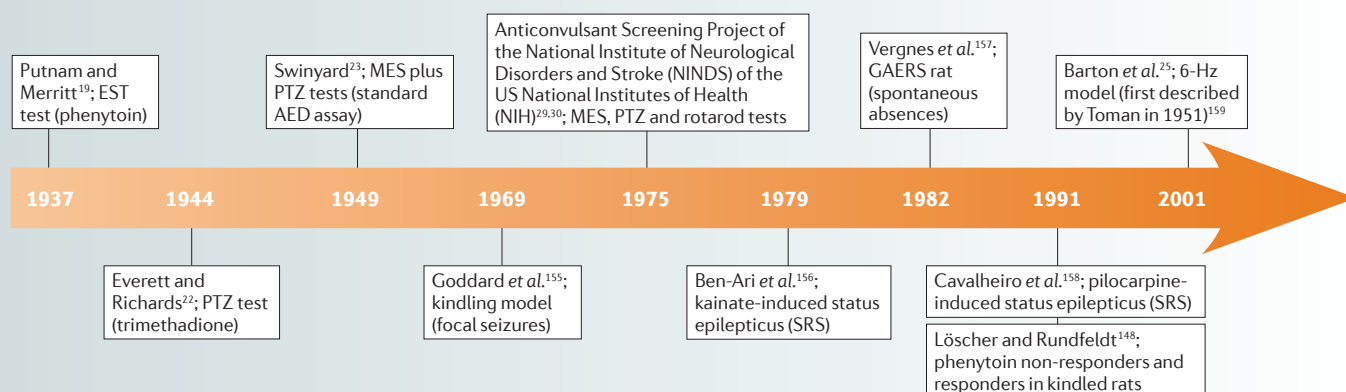 Putnam and
Merritt¹⁹; EST
test (phenytoin)
Swinyard²³; MES plus
PTZ tests (standard
AED assay)
Anticonvulsant Screening Project of
the National Institute of Neurological
Disorders and Stroke (NINDS) of the
US National Institutes of Health
(NIH)²⁹,³⁰; MES, PTZ and rotarod tests
Vergnes et al.¹⁵⁷;
GAERS rat
(spontaneous
absences)
Barton et al.²⁵; 6-Hz
model (first described
by Toman in 1951)¹⁵⁹
1937 1944 1949 1969 1975 1979 1982 1991 2001
Everett and
Richards²²; PTZ test
(trimethadione)
Goddard et al.¹⁵⁵;
kindling model
(focal seizures)
Ben-Ari et al.¹⁵⁶;
kainate-induced status
epilepticus (SRS)
Cavalheiro et al.¹⁵⁸; pilocarpine-
induced status epilepticus (SRS)
Löscher and Rundfeldt¹⁴⁸;
phenytoin non-responders and
responders in kindled rats